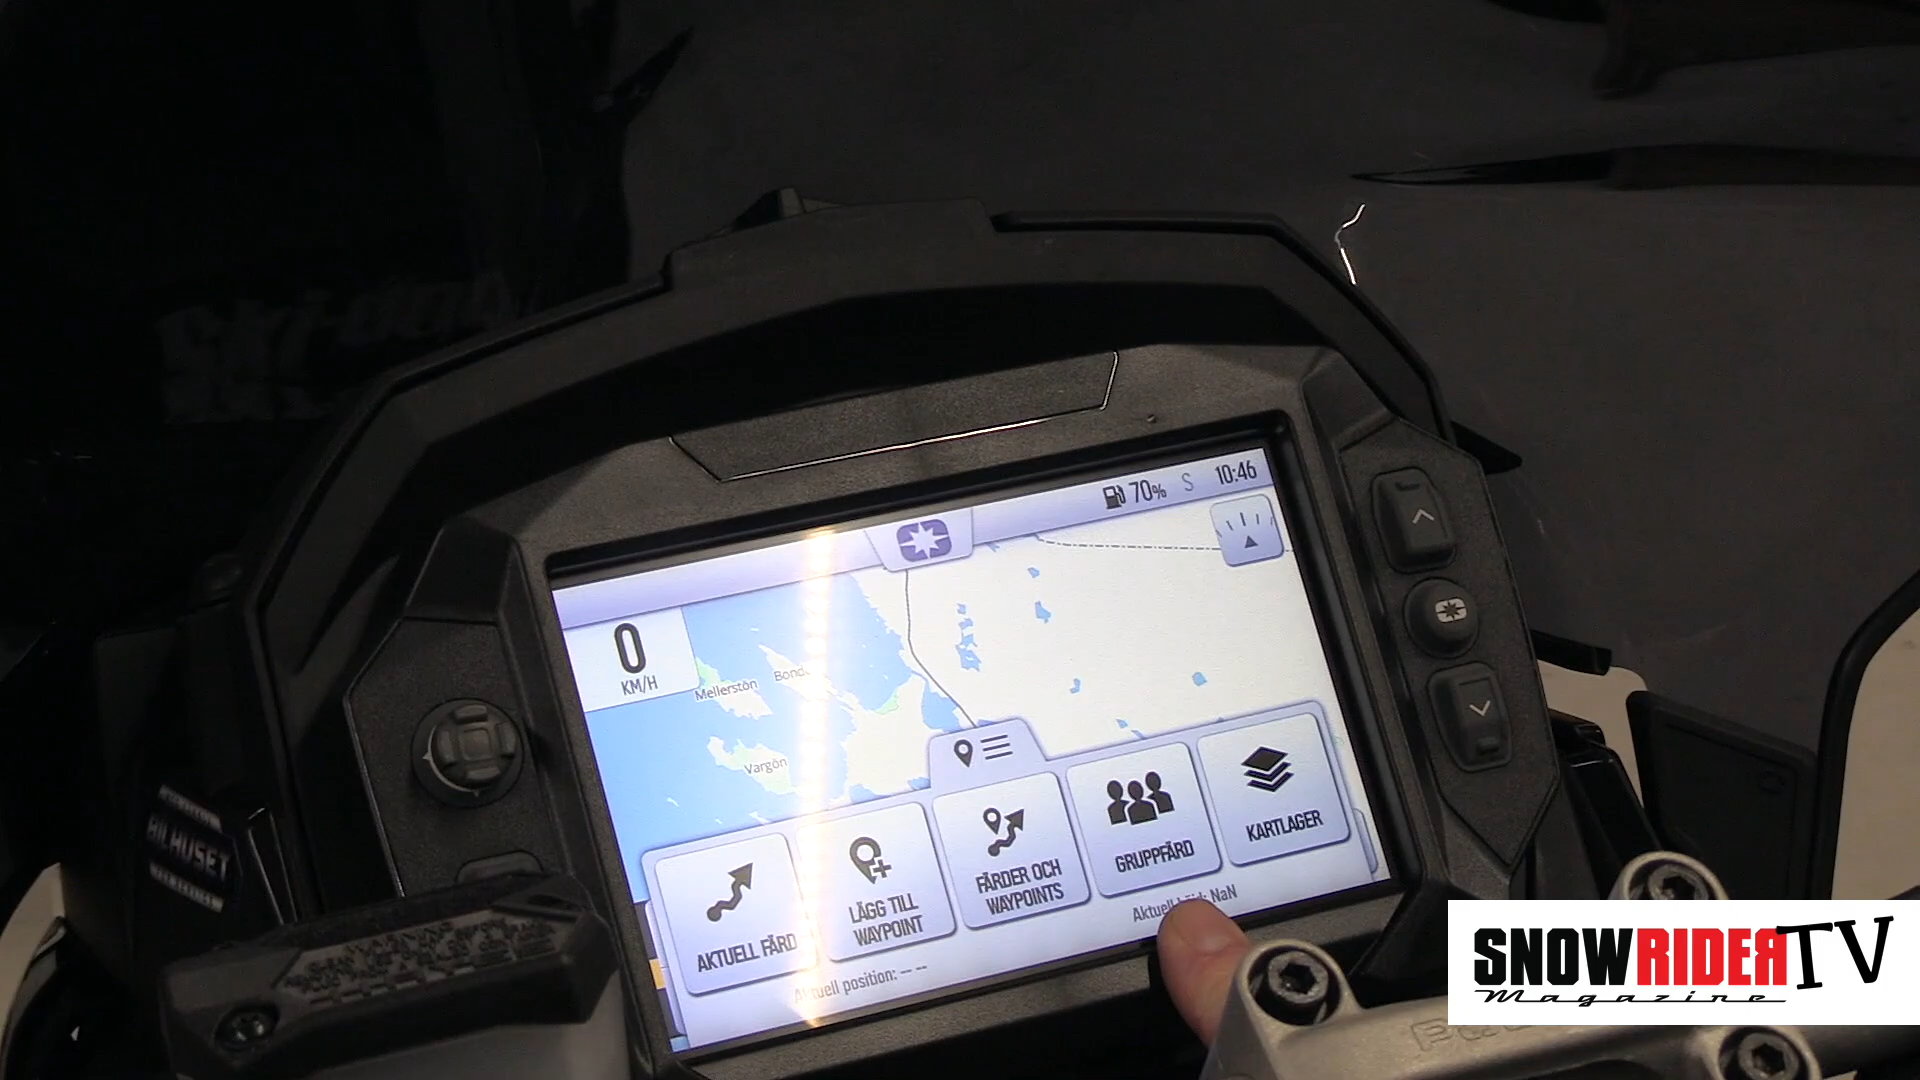 70% S 10:46
0
KM/H
Mellerstön
Vargön
AKTUELL FÄRD
LÄGG TILL
WAYPOINT
FÄRDER OCH
WAYPOINTS
GRUPPFÄRD
KARTLAGER
Aktuell position: -- --
NaN
BILHUSET
SNOWRIDER TV
Magazine